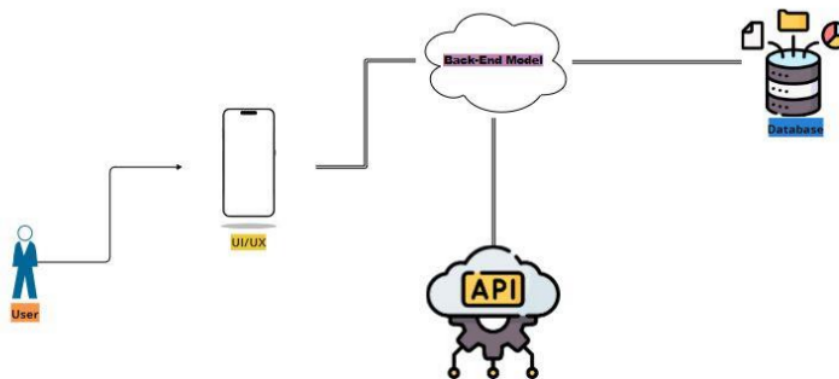 Back-End Model
Database
UI/UX
API
User